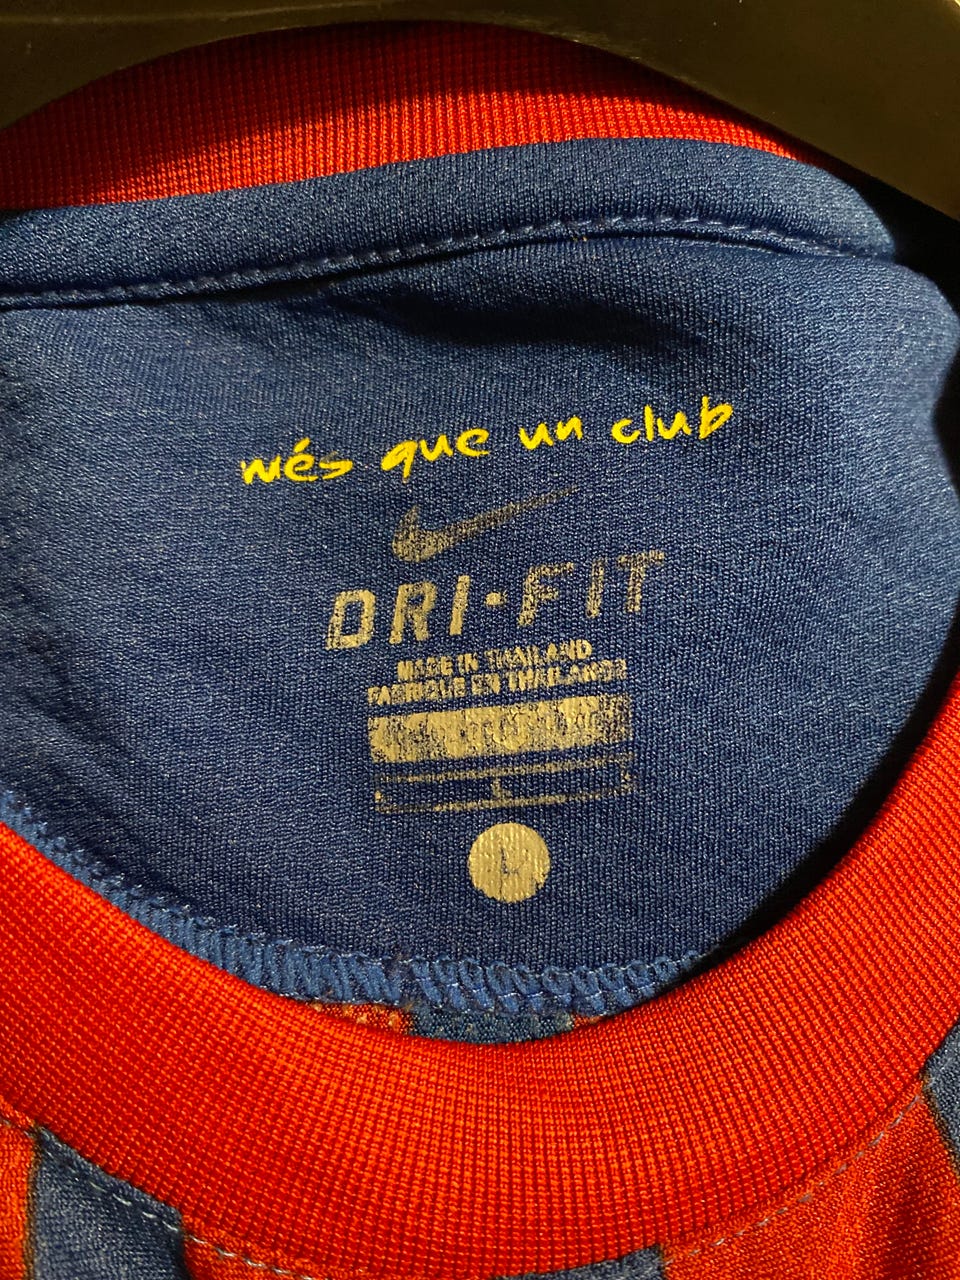 més que un club
DRI-FIT
MADE IN THAILAND
FABRIQUÉ EN THAILANDE
L
L